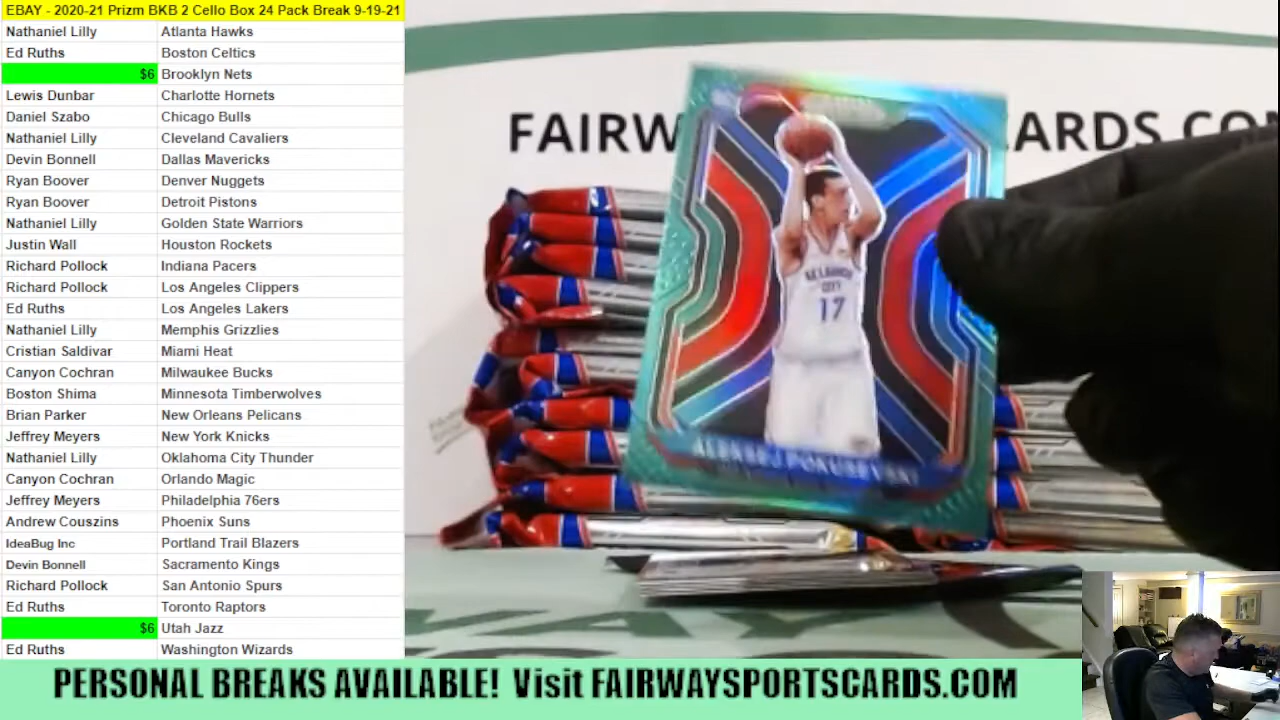 EBAY - 2020-21 Prizm BKB 2 Cello Box 24 Pack Break 9-19-21
Nathaniel Lilly Atlanta Hawks
Ed Ruths Boston Celtics
$6 Brooklyn Nets
Lewis Dunbar Charlotte Hornets
Daniel Szabo Chicago Bulls
Nathaniel Lilly Cleveland Cavaliers
Devin Bonnell Dallas Mavericks
Ryan Boover Denver Nuggets
Ryan Boover Detroit Pistons
Nathaniel Lilly Golden State Warriors
Justin Wall Houston Rockets
Richard Pollock Indiana Pacers
Richard Pollock Los Angeles Clippers
Ed Ruths Los Angeles Lakers
Nathaniel Lilly Memphis Grizzlies
Cristian Saldivar Miami Heat
Canyon Cochran Milwaukee Bucks
Boston Shima Minnesota Timberwolves
Brian Parker New Orleans Pelicans
Jeffrey Meyers New York Knicks
Nathaniel Lilly Oklahoma City Thunder
Canyon Cochran Orlando Magic
Jeffrey Meyers Philadelphia 76ers
Andrew Couszins Phoenix Suns
IdeaBug Inc Portland Trail Blazers
Devin Bonnell Sacramento Kings
Richard Pollock San Antonio Spurs
Ed Ruths Toronto Raptors
$6 Utah Jazz
Ed Ruths Washington Wizards
FAIRW ARDS.COM
CITY
17
PERSONAL BREAKS AVAILABLE! Visit FAIRWAYSPORTSCARDS.COM